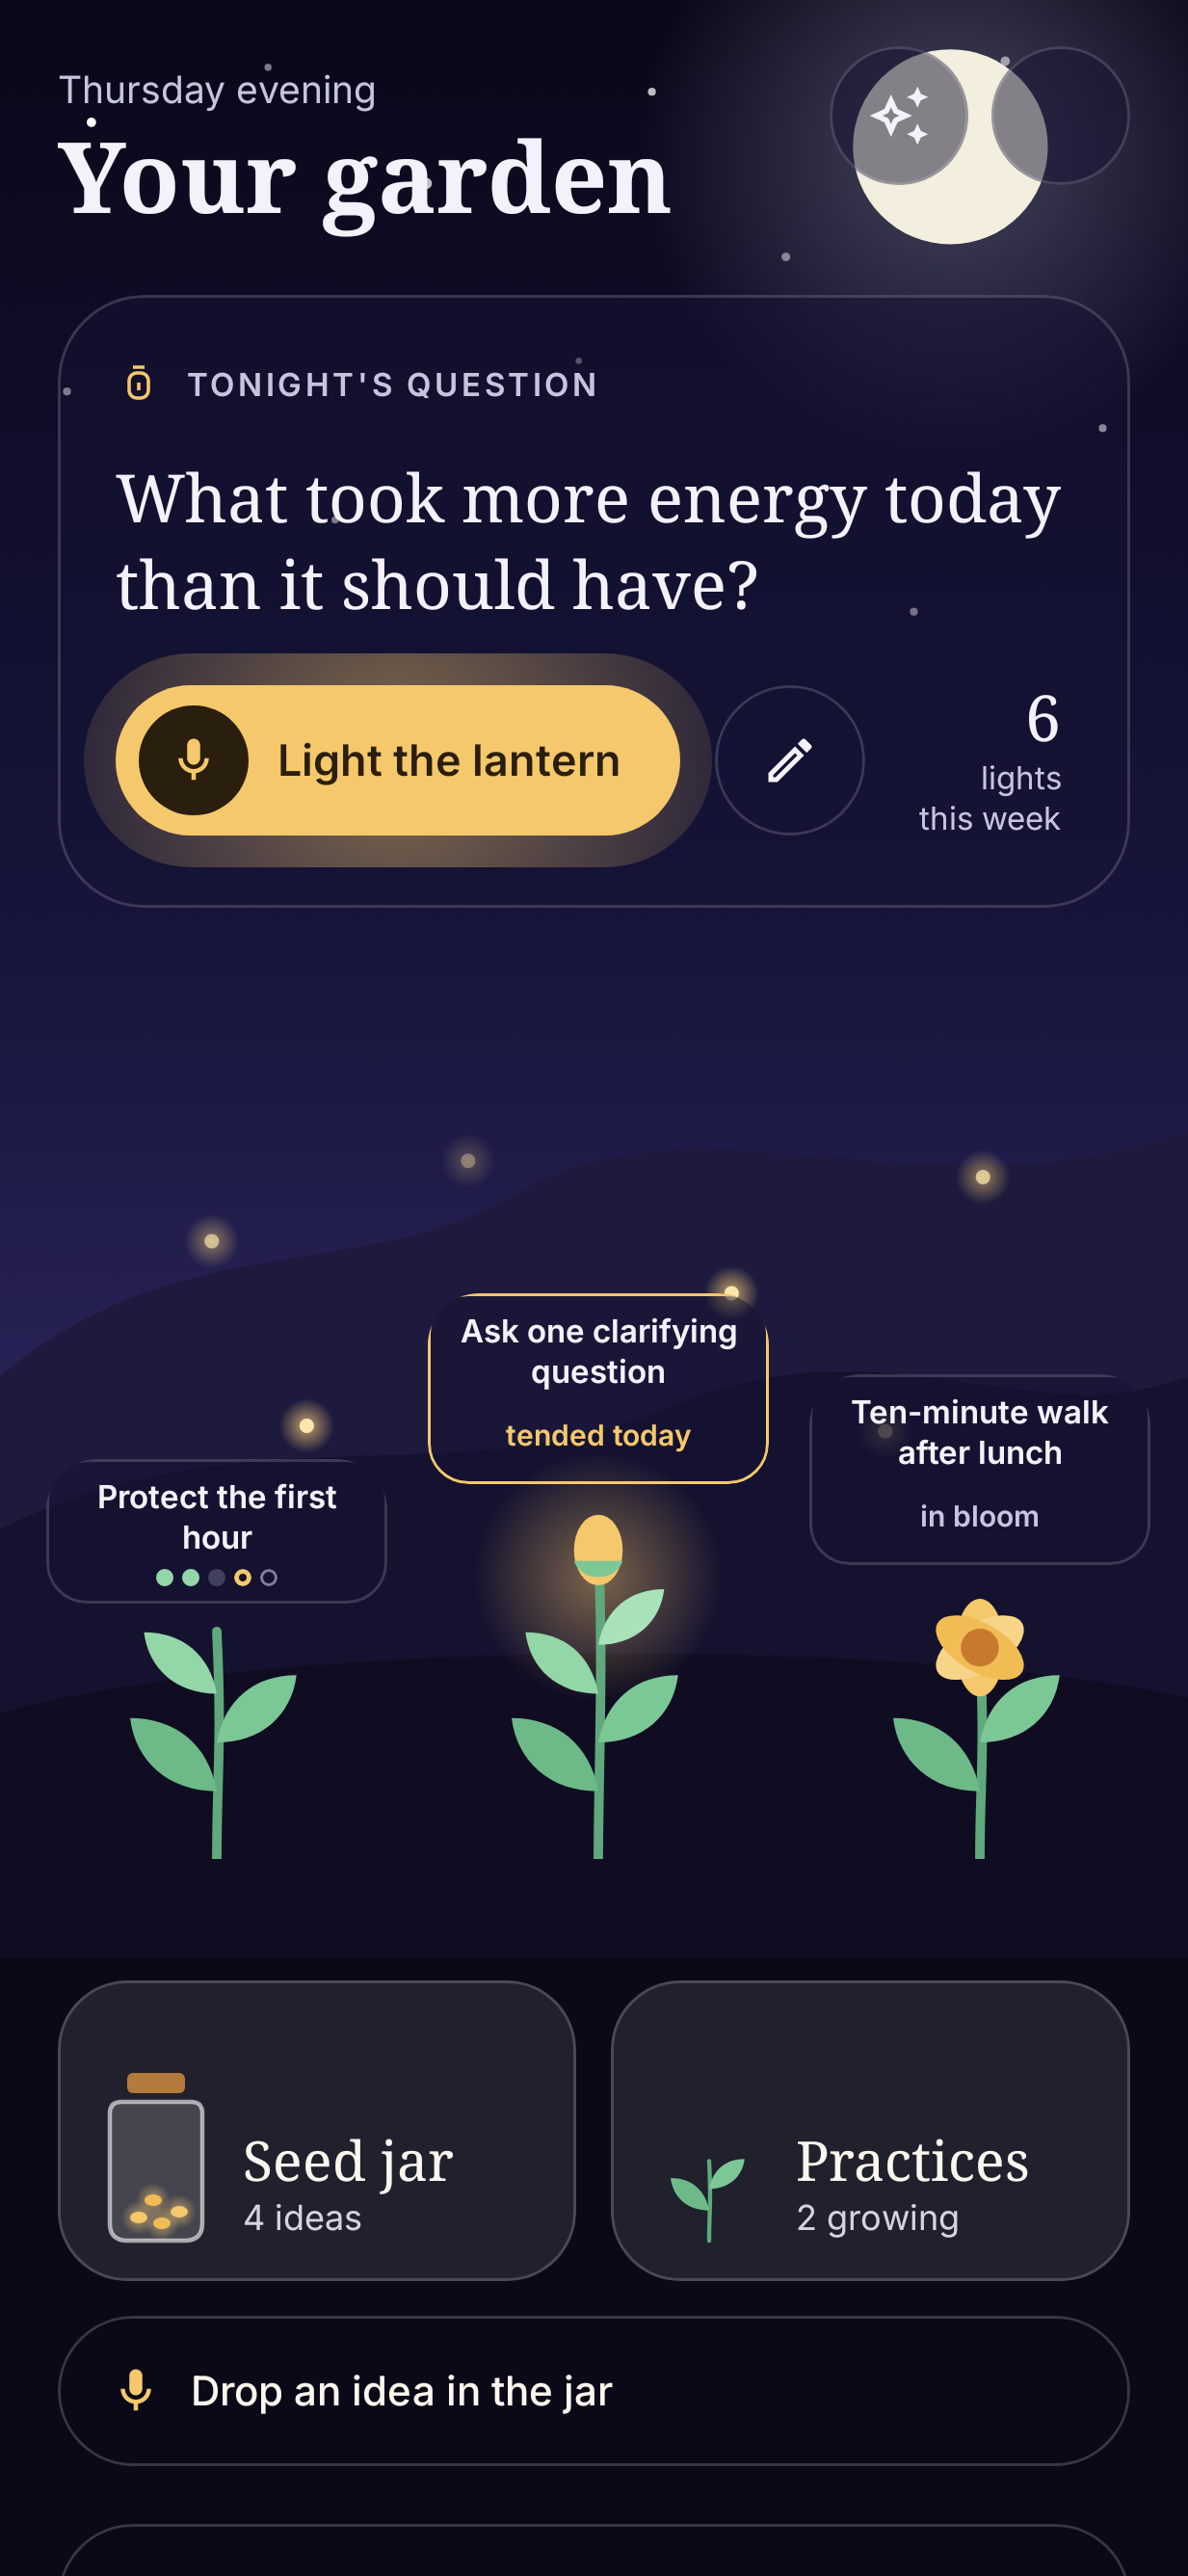 Thursday evening
Your garden
TONIGHT'S QUESTION
What took more energy today
than it should have?
Light the lantern
6
lights
this week
Ask one clarifying
question
tended today
Ten-minute walk
after lunch
in bloom
Protect the first
hour
Seed jar
4 ideas
Practices
2 growing
Drop an idea in the jar